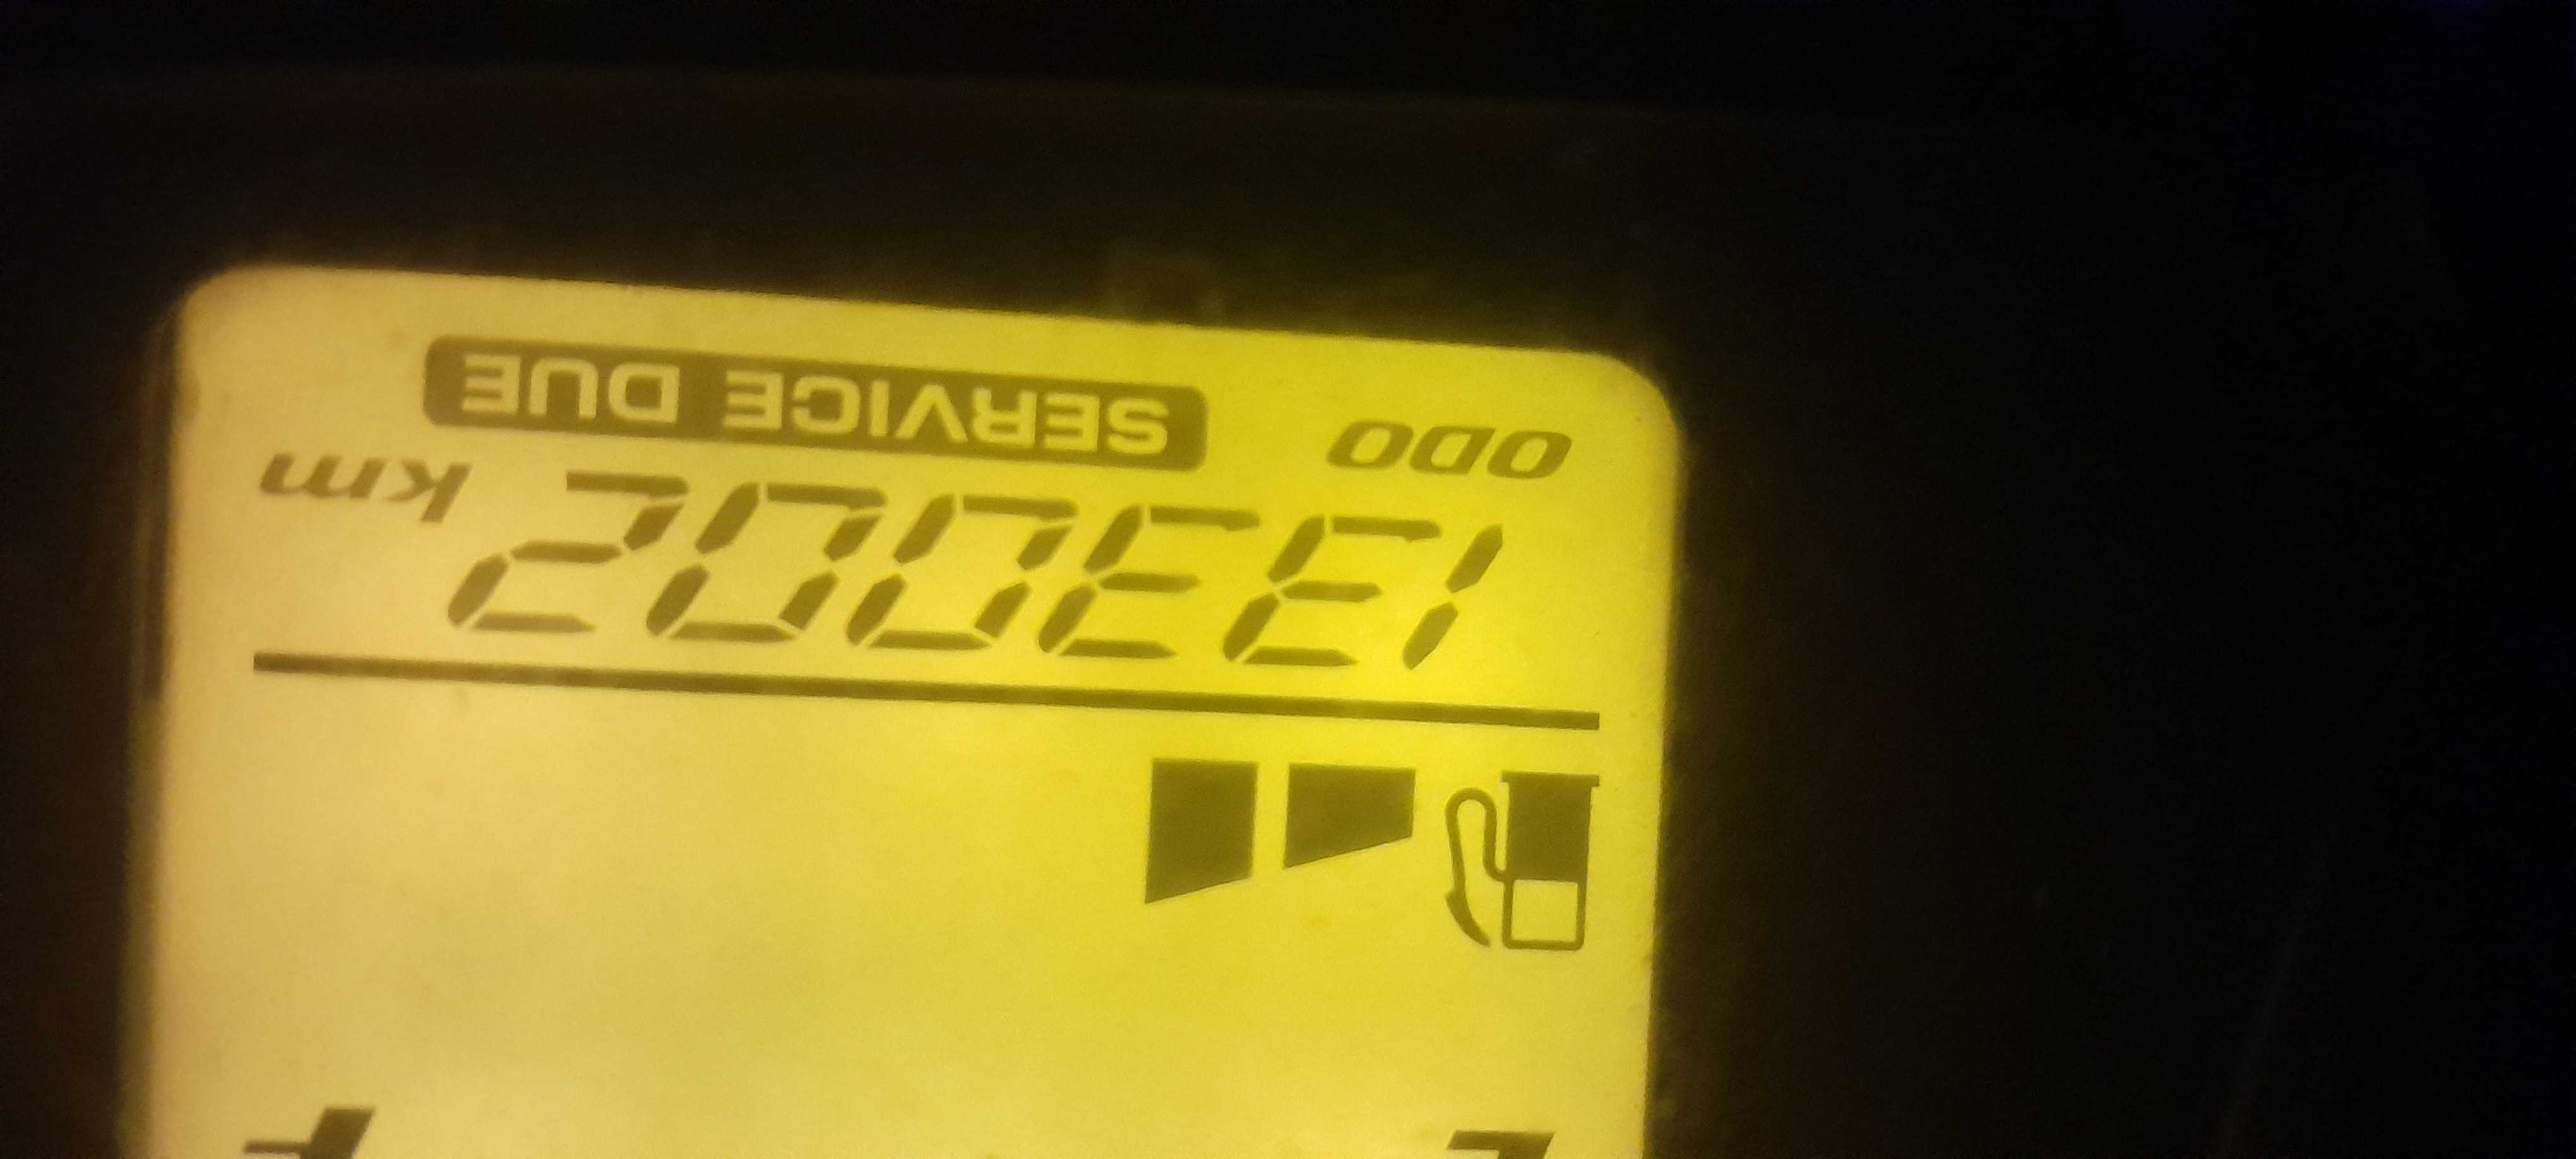 133002 km
ODO SERVICE DUE